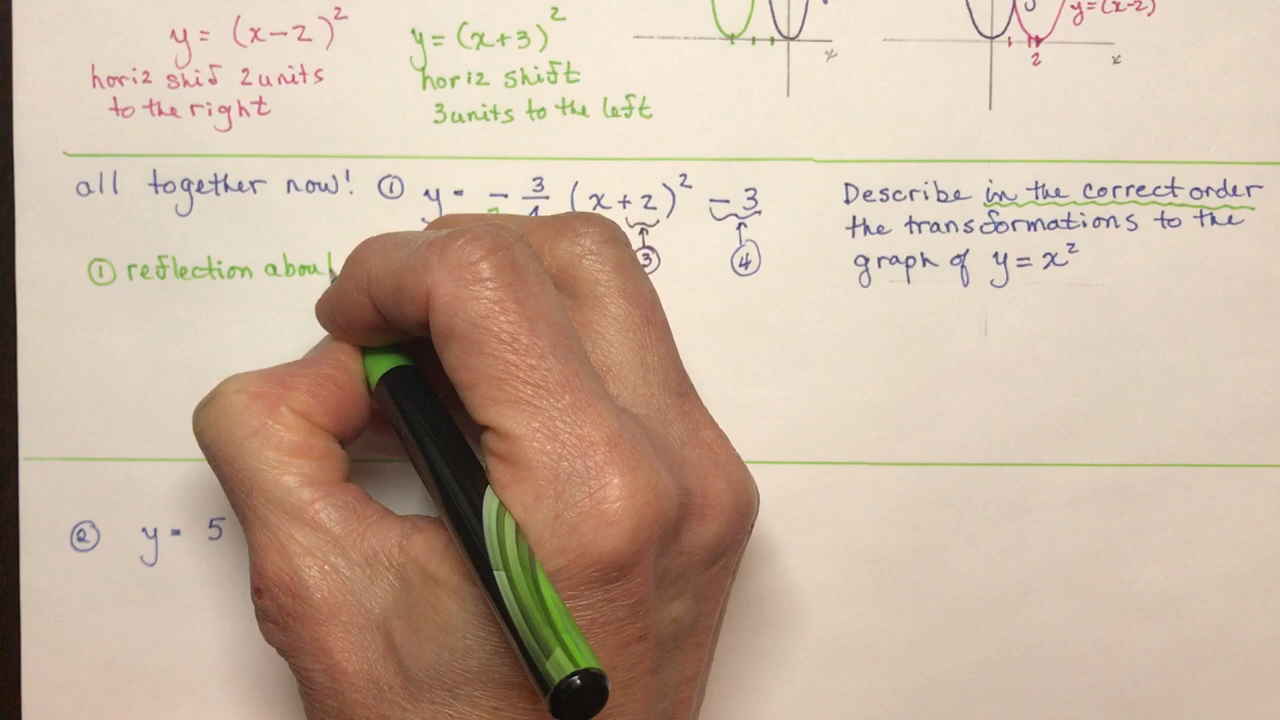 y = (x-2)² y = (x+3)²
y=(x-2)
horiz shif 2 units
to the right
horiz shift
3 units to the left
x
2 x
all together now! ① y = - 3/4 (x+2)² - 3
③ ④
Describe in the correct order
the transformations to the
graph of y = x²
① reflection about
② y = 5